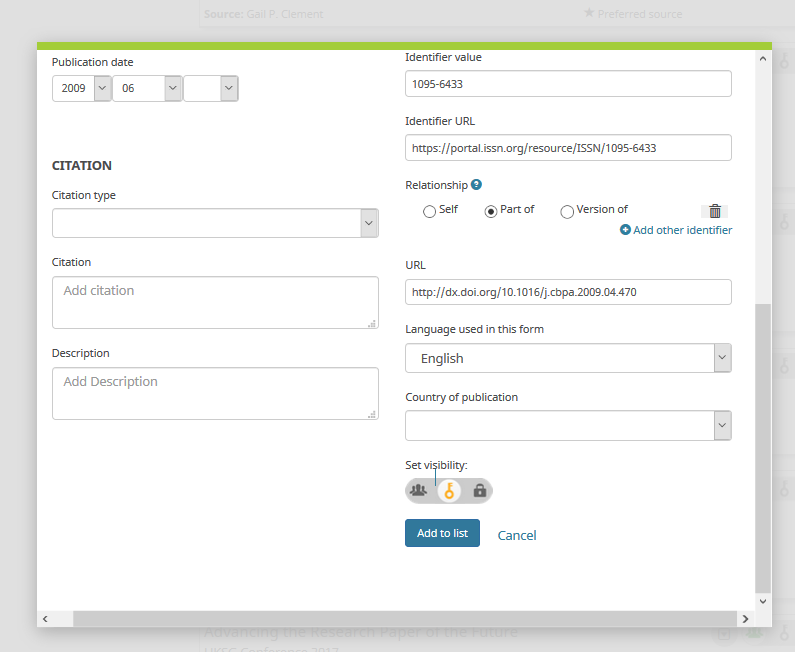 Source: Gail P. Clement
Preferred source
Publication date
2009 06
CITATION
Citation type
Citation
Add citation
Description
Add Description
Identifier value
1095-6433
Identifier URL
https://portal.issn.org/resource/ISSN/1095-6433
Relationship ?
Self Part of Version of
Add other identifier
URL
http://dx.doi.org/10.1016/j.cbpa.2009.04.470
Language used in this form
English
Country of publication
Set visibility:
Add to list Cancel
Advancing the Research Paper of the Future
UKSG Conference 2017